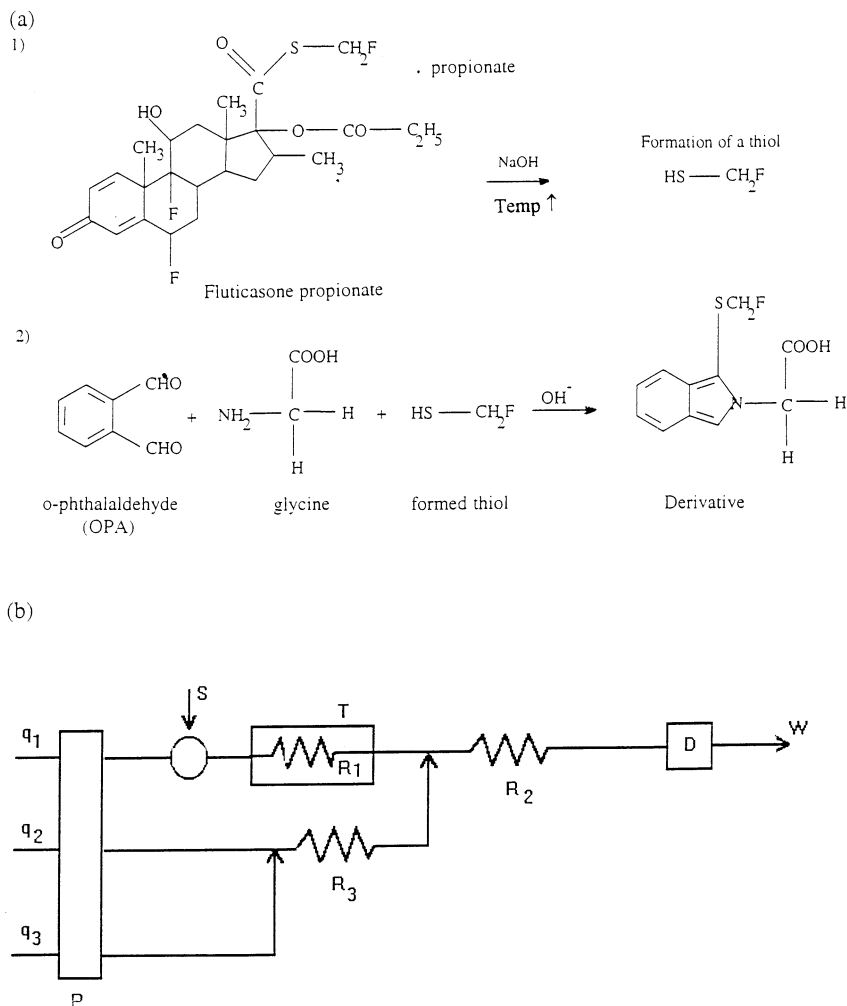 (a)
1)
O
S
CH2F
. propionate
C
HO
CH3
O
CO
C2H5
CH3
CH3
F
O
F
NaOH
Temp ↑
Formation of a thiol
HS
CH2F
Fluticasone propionate
2)
CHO
CHO
+
COOH
NH2
C
H
H
+
HS
CH2F
OH-
SCH2F
COOH
N
C
H
H
o-phthalaldehyde
(OPA)
glycine
formed thiol
Derivative
(b)
S
q1
T
R1
R2
D
W
q2
R3
q3
P